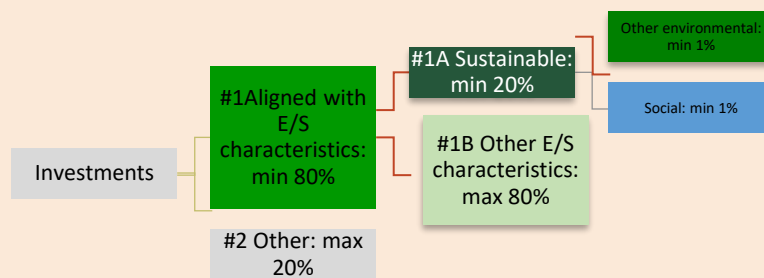 Investments
#1Aligned with
E/S
characteristics:
min 80%
#2 Other: max
20%
#1A Sustainable:
min 20%
#1B Other E/S
characteristics:
max 80%
Other environmental:
min 1%
Social: min 1%